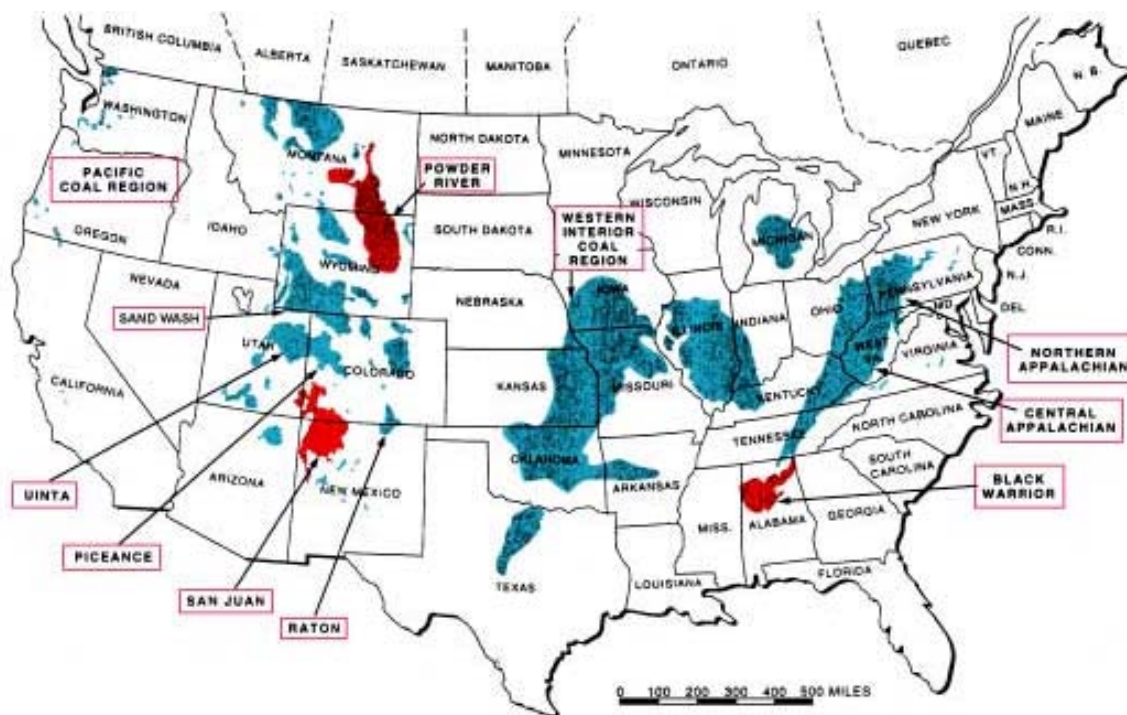 BRITISH COLUMBIA
ALBERTA
SASKATCHEWAN
MANITOBA
ONTARIO
QUEBEC
N. B.
WASHINGTON
MONTANA
NORTH DAKOTA
MINNESOTA
MAINE
VT.
N.H.
MASS.
R.I.
CONN.
PACIFIC
COAL REGION
POWDER
RIVER
OREGON
IDAHO
WYOMING
SOUTH DAKOTA
WISCONSIN
WESTERN
INTERIOR
COAL
REGION
MICHIGAN
NEW YORK
NEVADA
NEBRASKA
IOWA
ILLINOIS
INDIANA
OHIO
PENNSYLVANIA
N.J.
MD.
DEL.
SAND WASH
UTAH
COLORADO
KANSAS
MISSOURI
KENTUCKY
WEST
VA.
VIRGINIA
NORTHERN
APPALACHIAN
CALIFORNIA
ARIZONA
NEW MEXICO
OKLAHOMA
ARKANSAS
TENNESSEE
NORTH CAROLINA
SOUTH
CAROLINA
CENTRAL
APPALACHIAN
UINTA
PICEANCE
SAN JUAN
RATON
TEXAS
LOUISIANA
MISS.
ALABAMA
GEORGIA
FLORIDA
BLACK
WARRIOR
0 100 200 300 400 500 MILES